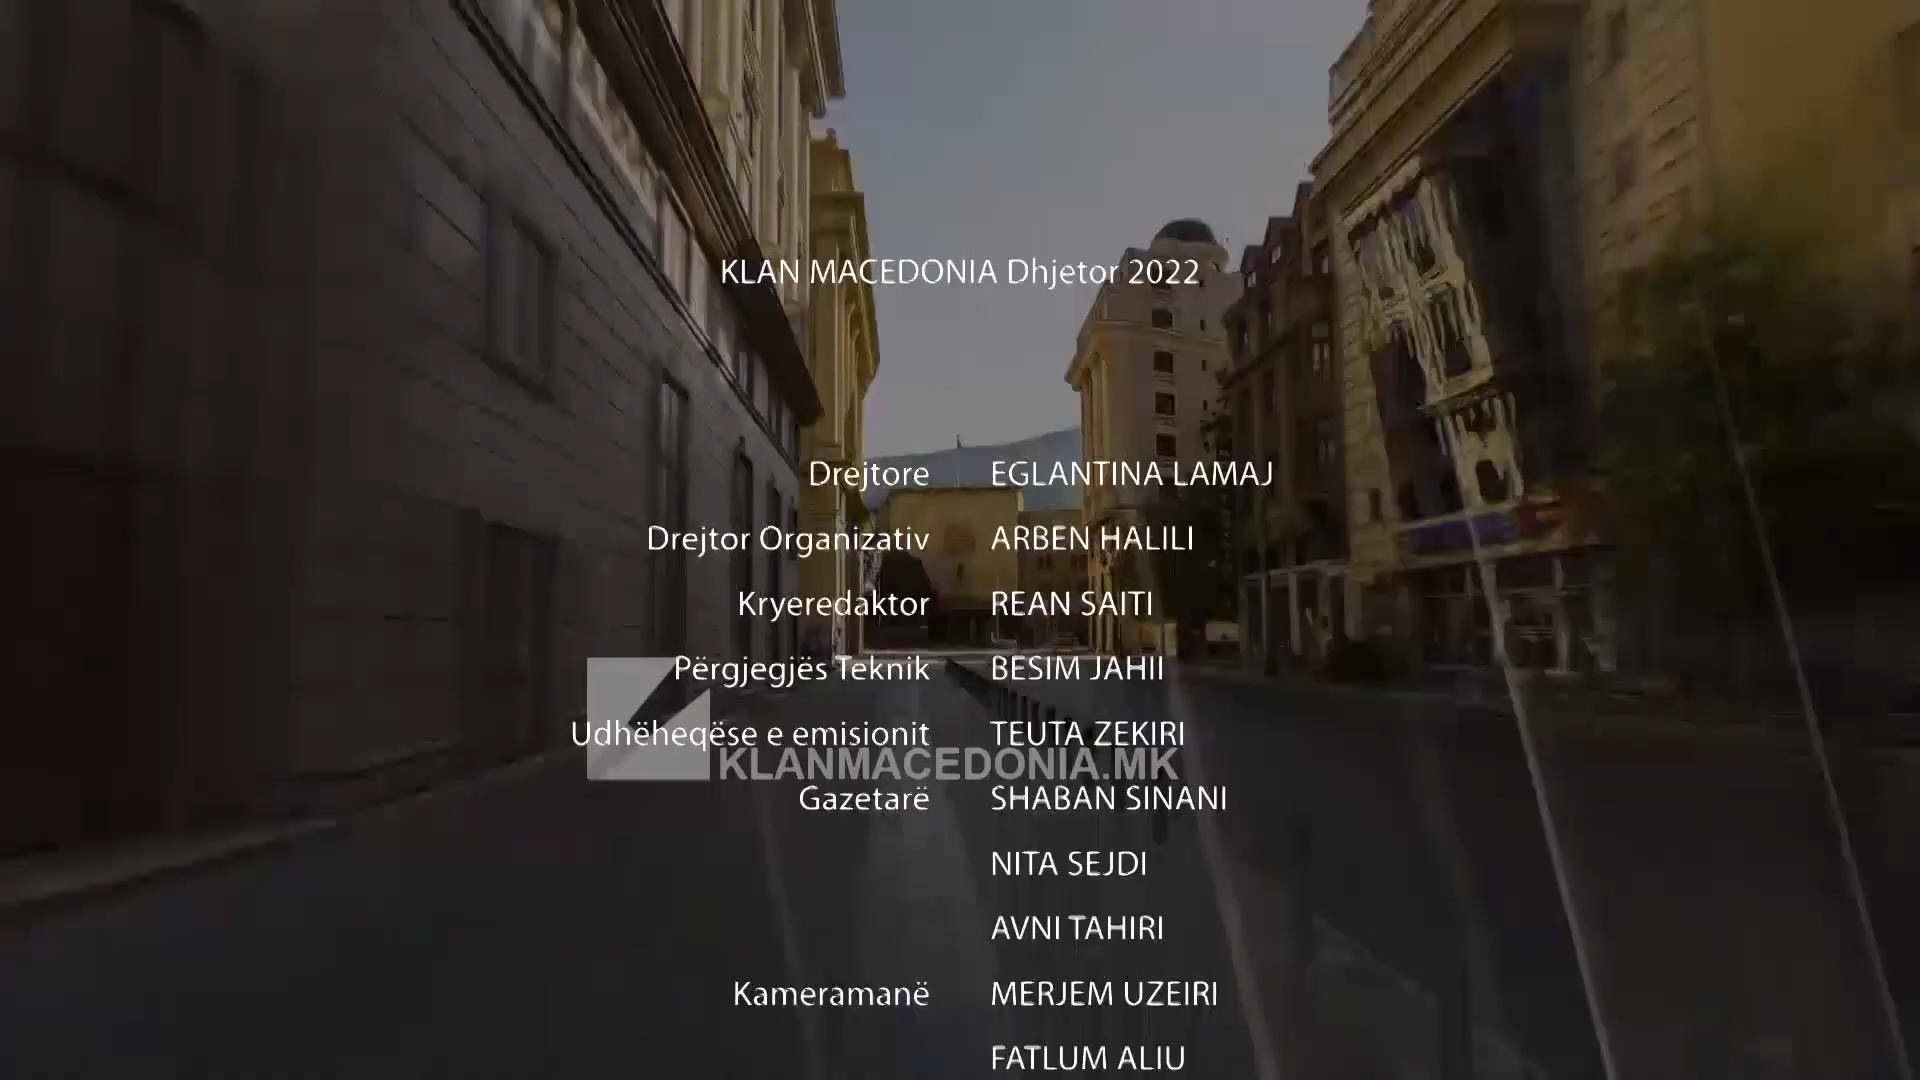 KLAN MACEDONIA Dhjetor 2022
Drejtore EGLANTINA LAMAJ
Drejtor Organizativ ARBEN HALILI
Kryeredaktor REAN SAITI
Përgjegjës Teknik BESIM JAHII
Udhëheqëse e emisionit TEUTA ZEKIRI
KLANMACEDONIA.MK
Gazetarë SHABAN SINANI
NITA SEJDI
AVNI TAHIRI
Kameramanë MERJEM UZEIRI
FATLUM ALIU